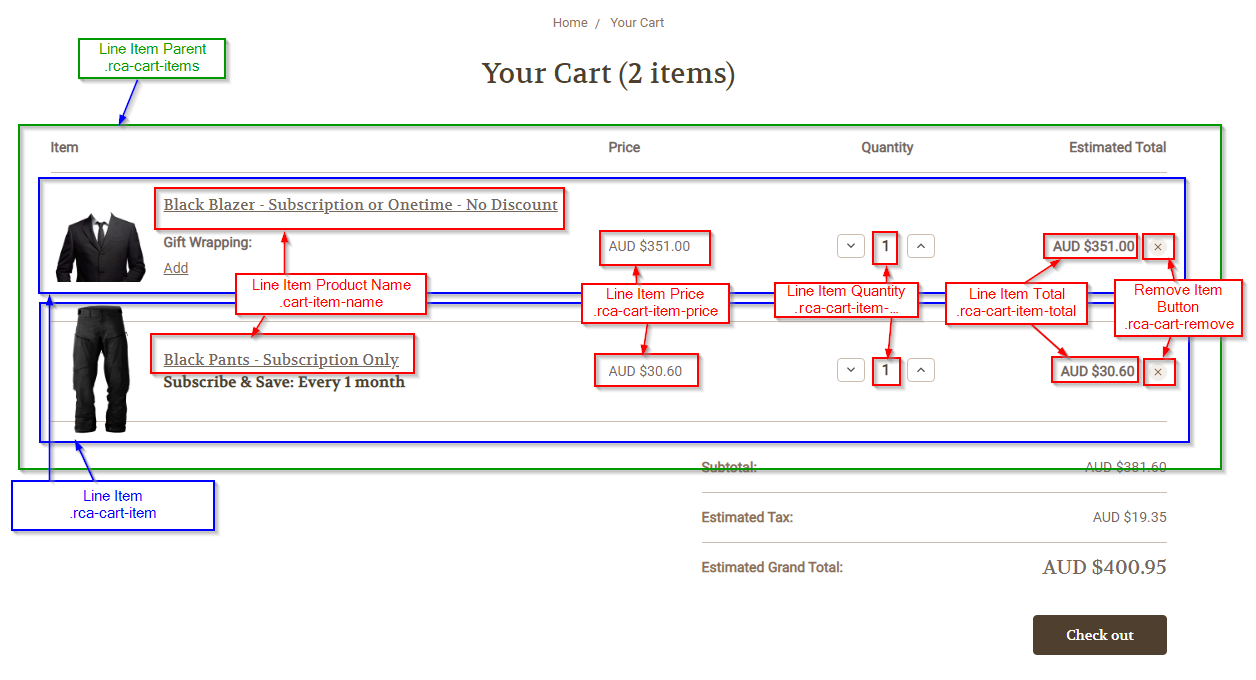 Home / Your Cart
Line Item Parent
.rca-cart-items
Your Cart (2 items)
Item Price Quantity Estimated Total
Black Blazer - Subscription or Onetime - No Discount
Gift Wrapping:
Add
AUD $351.00
1
AUD $351.00
×
Line Item Product Name
.cart-item-name
Line Item Price
.rca-cart-item-price
Line Item Quantity
.rca-cart-item-...
Line Item Total
.rca-cart-item-total
Remove Item
Button
.rca-cart-remove
Black Pants - Subscription Only
Subscribe & Save: Every 1 month
AUD $30.60
1
AUD $30.60
×
Line Item
.rca-cart-item
Subtotal: AUD $381.60
Estimated Tax: AUD $19.35
Estimated Grand Total: AUD $400.95
Check out